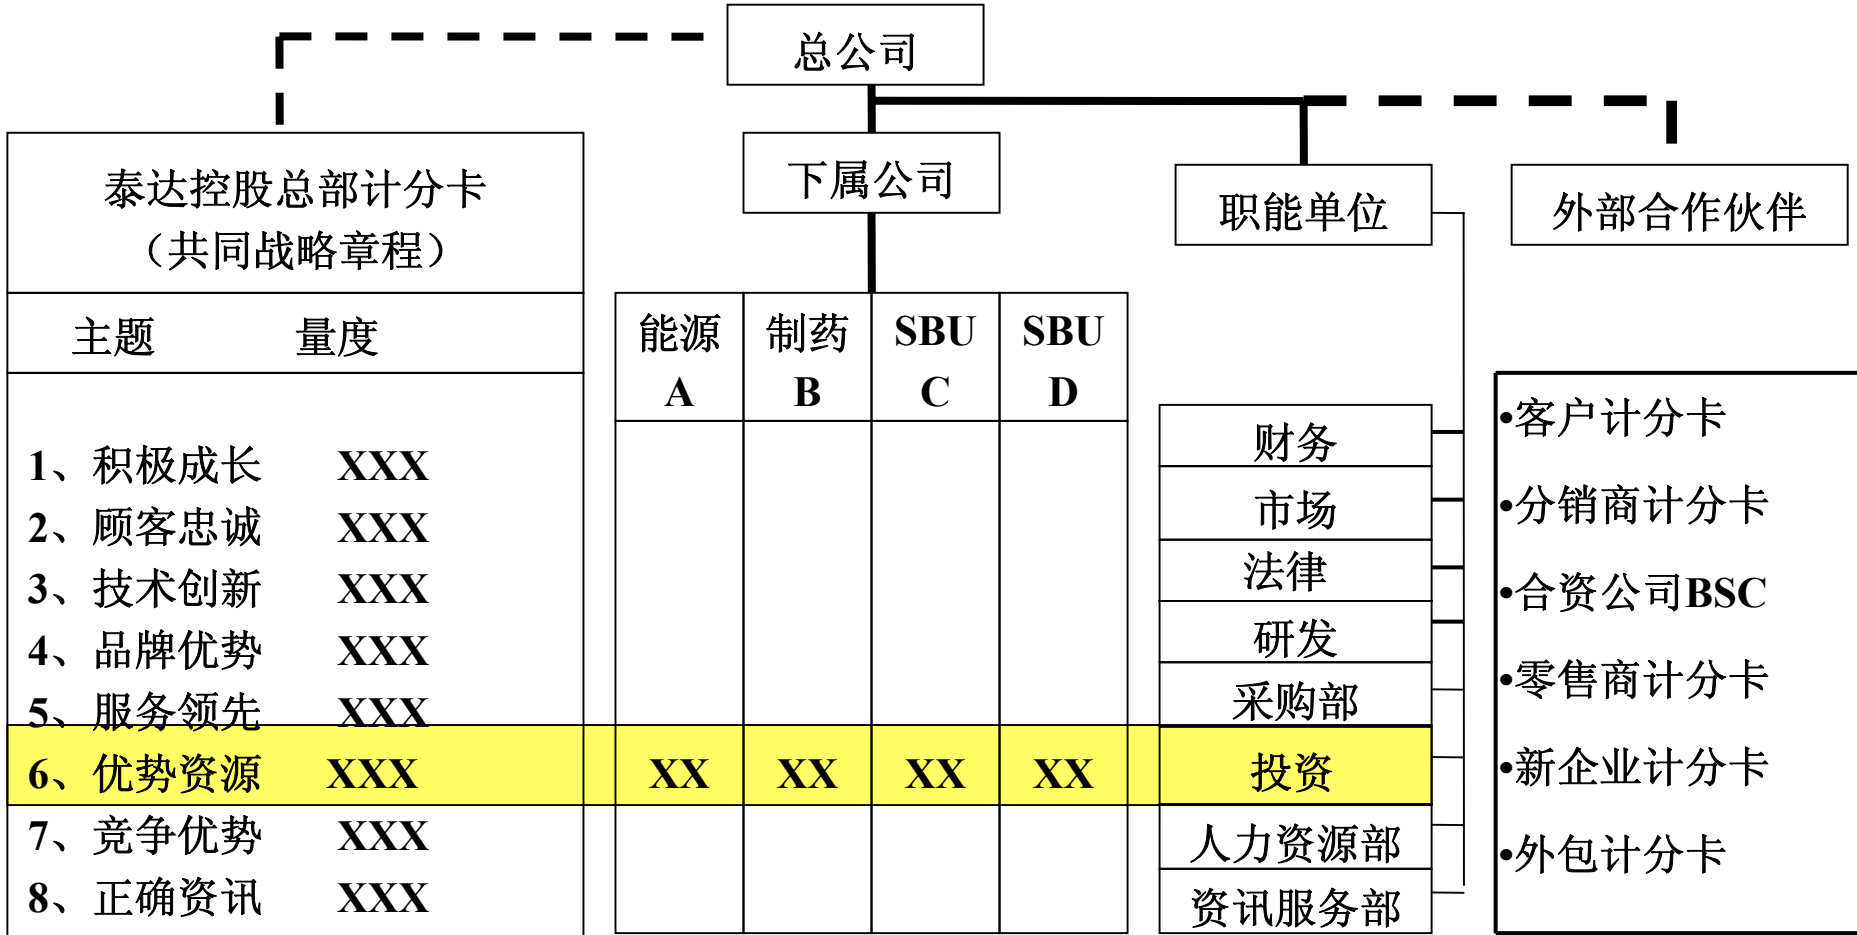 总公司
泰达控股总部计分卡
（共同战略章程）
下属公司
职能单位
外部合作伙伴
主题 量度
能源 制药 SBU SBU
A B C D
1、积极成长 XXX
2、顾客忠诚 XXX
3、技术创新 XXX
4、品牌优势 XXX
5、服务领先 XXX
6、优势资源 XXX XX XX XX XX 投资
7、竞争优势 XXX
8、正确资讯 XXX
财务
市场
法律
研发
采购部
人力资源部
资讯服务部
•客户计分卡
•分销商计分卡
•合资公司BSC
•零售商计分卡
•新企业计分卡
•外包计分卡